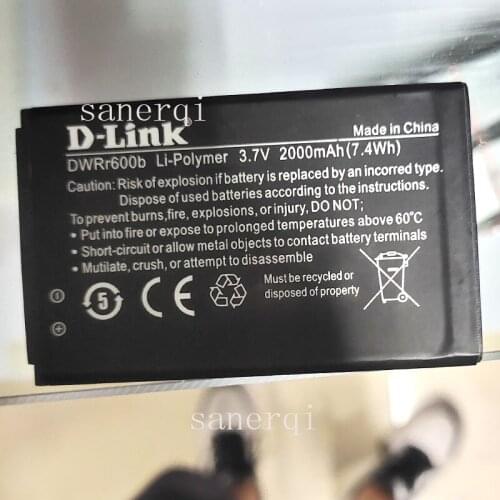 sanerqi
D-Link
Made in China
DWRr600b Li-Polymer 3.7V 2000mAh(7.4Wh)
Caution: Risk of explosion if battery is replaced by an incorrect type.
Dispose of used batteries according to the instructions.
To prevent burns,fire, explosions, or injury, DO NOT;
• Put into fire or expose to prolonged temperatures above 60°C
• Short-circuit or allow metal objects to contact battery terminals
• Mutilate, crush, or attempt to disassemble
Must be recycled or
disposed of properly
5
CE
sanerqi